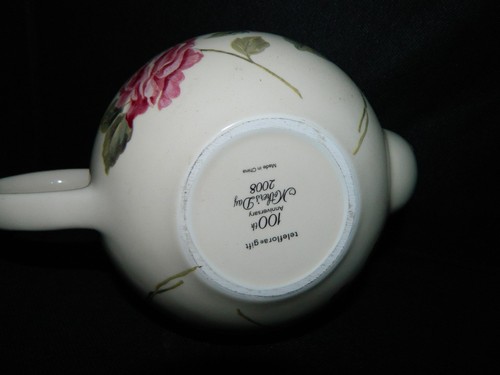 teleflora gift
100th
Anniversary
Mother's Day
2008
Made in China